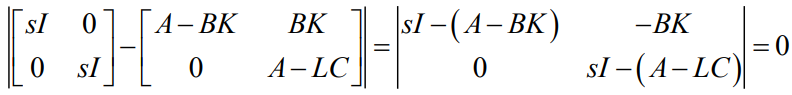 |[sI 0; 0 sI] − [A − BK BK; 0 A − LC]| = |sI − (A − BK) −BK; 0 sI − (A − LC)| = 0